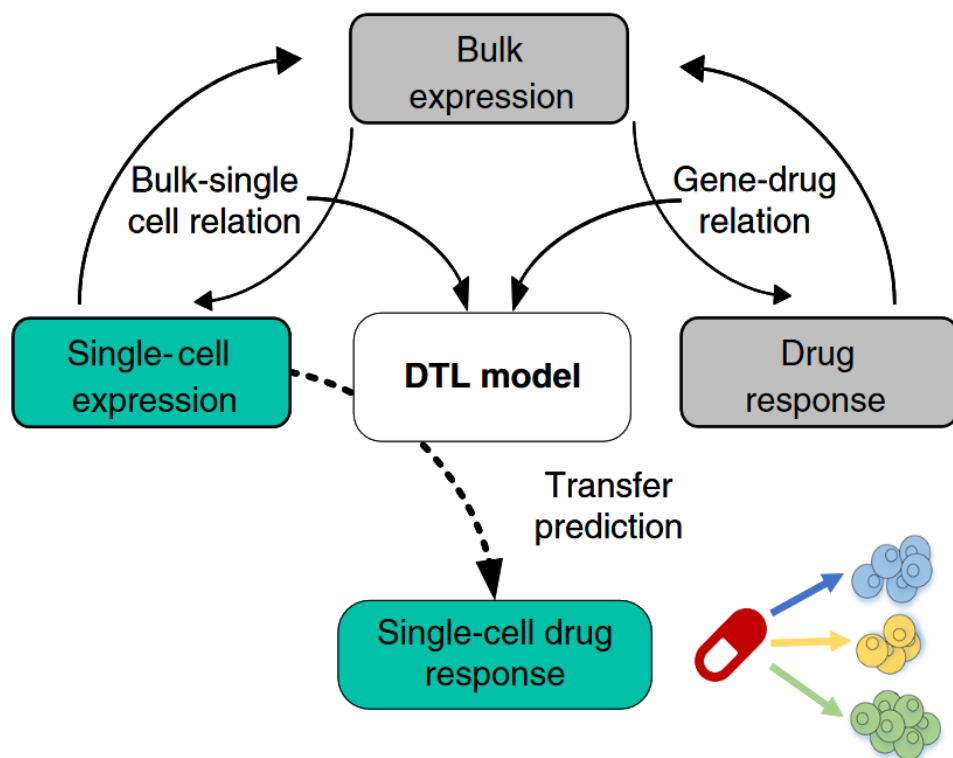 Bulk
expression
Bulk-single
cell relation
Gene-drug
relation
Single-cell
expression
DTL model
Drug
response
Transfer
prediction
Single-cell drug
response